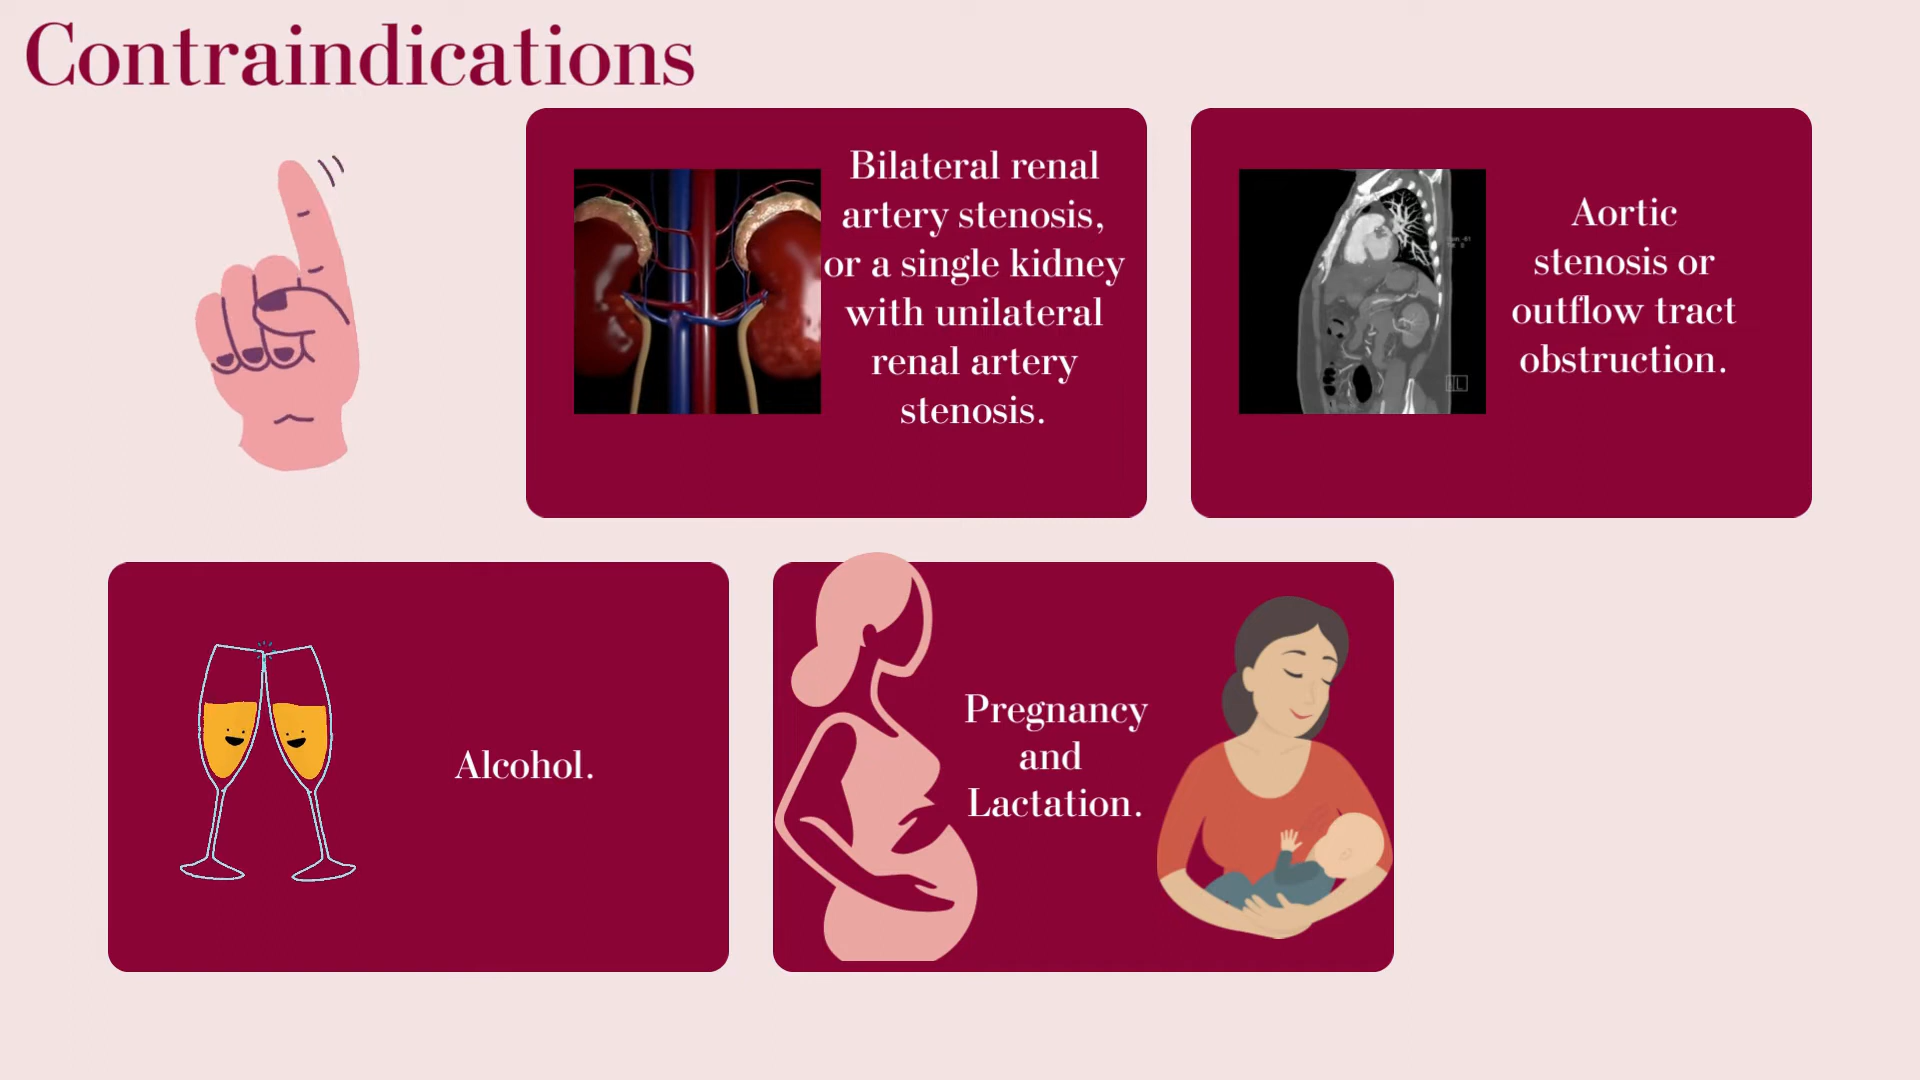 Contraindications
Bilateral renal
artery stenosis,
or a single kidney
with unilateral
renal artery
stenosis.
Aortic
stenosis or
outflow tract
obstruction.
Alcohol.
Pregnancy
and
Lactation.